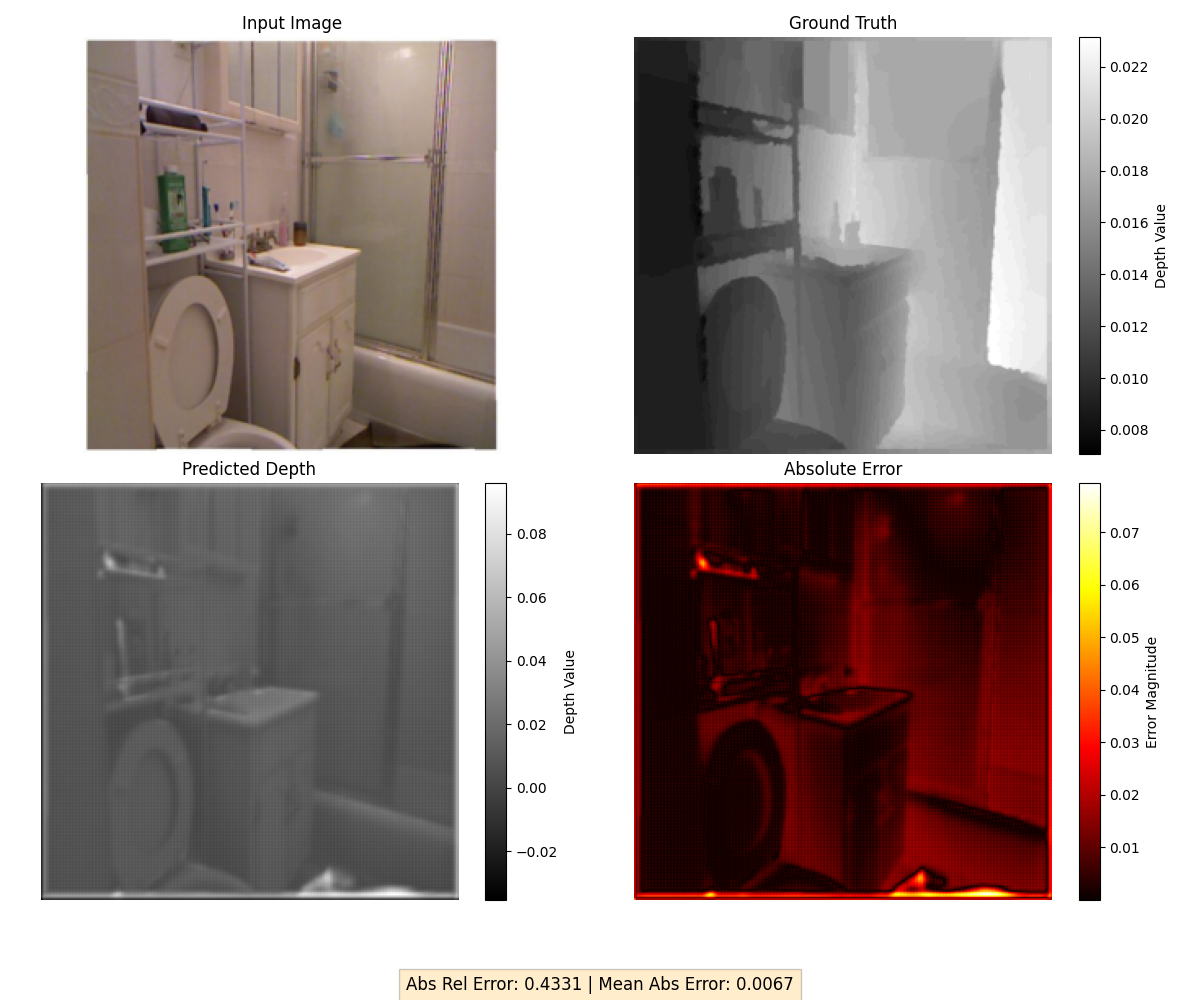 Input Image
Ground Truth
0.022
0.020
0.018
0.016
0.014
0.012
0.010
0.008
Depth Value
Predicted Depth
Absolute Error
0.08
0.06
0.04
0.02
0.00
−0.02
Depth Value
0.07
0.06
0.05
0.04
0.03
0.02
0.01
Error Magnitude
Abs Rel Error: 0.4331 | Mean Abs Error: 0.0067